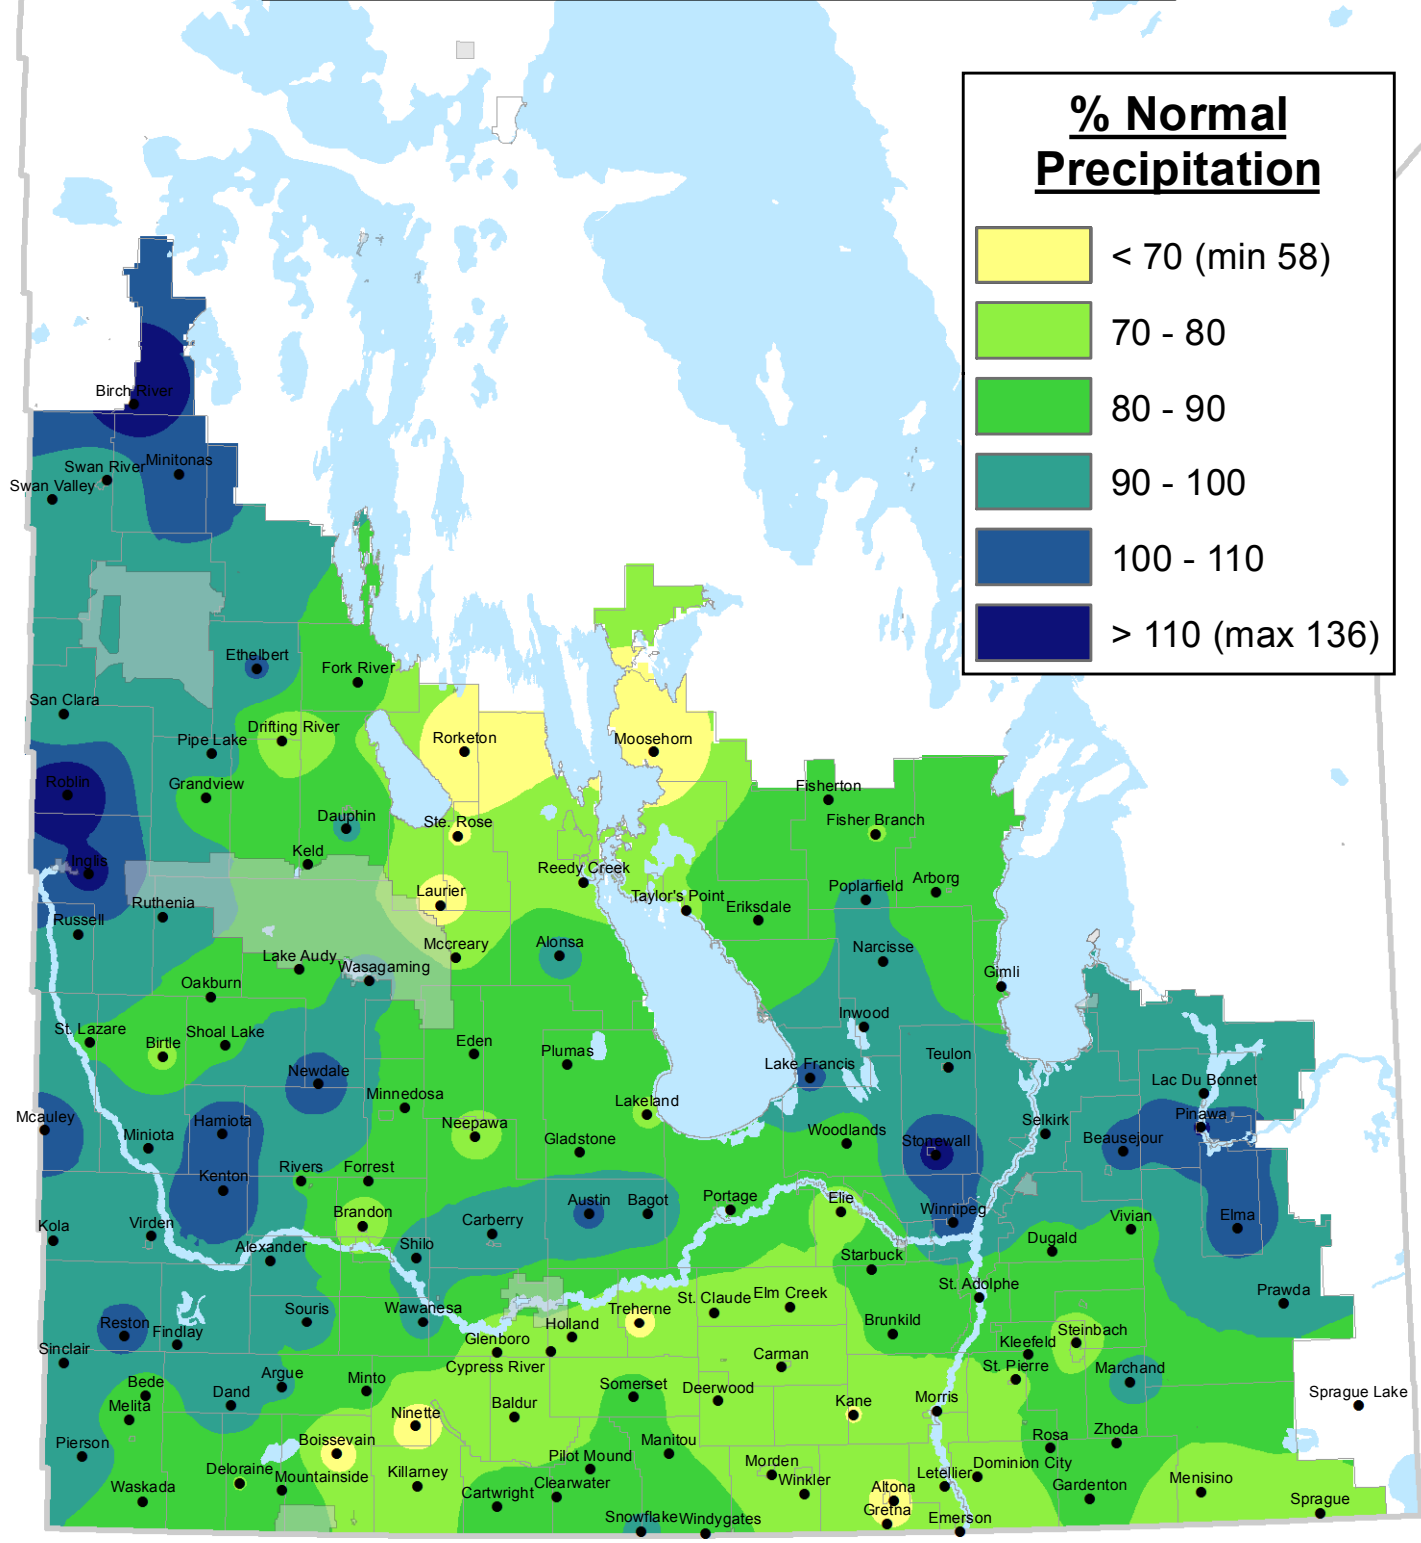 % Normal
Precipitation
< 70 (min 58)
70 - 80
80 - 90
90 - 100
100 - 110
> 110 (max 136)
Birch River
Swan River
Minitonas
Swan Valley
Ethelbert
Fork River
San Clara
Drifting River
Pipe Lake
Rorketon
Moosehorn
Roblin
Grandview
Fisherton
Dauphin
Ste. Rose
Fisher Branch
Keld
Inglis
Reedy Creek
Laurier
Taylor's Point
Poplarfield
Arborg
Ruthenia
Eriksdale
Russell
Mccreary
Alonsa
Narcisse
Lake Audy
Wasagaming
Gimli
Oakburn
Inwood
St. Lazare
Shoal Lake
Birtle
Eden
Plumas
Teulon
Newdale
Lake Francis
Lac Du Bonnet
Minnedosa
Lakeland
Mcauley
Hamiota
Neepawa
Pinawa
Selkirk
Miniota
Gladstone
Woodlands
Stonewall
Beausejour
Kenton
Rivers
Forrest
Austin
Bagot
Portage
Elie
Brandon
Winnipeg
Vivian
Elma
Kola
Virden
Carberry
Dugald
Alexander
Shilo
Starbuck
St. Adolphe
Prawda
Souris
Wawanesa
Treherne
St. Claude
Elm Creek
Reston
Findlay
Holland
Brunkild
Steinbach
Sinclair
Glenboro
Cypress River
Kleefeld
Carman
St. Pierre
Marchand
Bede
Dand
Argue
Minto
Somerset
Deerwood
Sprague Lake
Melita
Ninette
Baldur
Kane
Morris
Pierson
Boissevain
Pilot Mound
Manitou
Rosa
Zhoda
Waskada
Deloraine
Mountainside
Killarney
Clearwater
Morden
Winkler
Letellier
Dominion City
Menisino
Cartwright
Altona
Gardenton
Sprague
Snowflake
Windygates
Gretna
Emerson